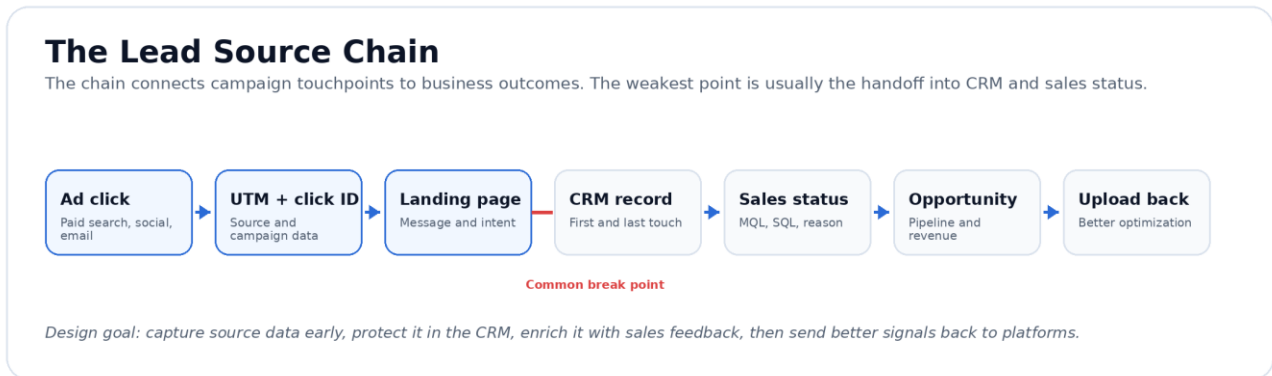 The Lead Source Chain
The chain connects campaign touchpoints to business outcomes. The weakest point is usually the handoff into CRM and sales status.
Ad click
Paid search, social,
email
UTM + click ID
Source and
campaign data
Landing page
Message and intent
CRM record
First and last touch
Sales status
MQL, SQL, reason
Opportunity
Pipeline and
revenue
Upload back
Better optimization
Common break point
Design goal: capture source data early, protect it in the CRM, enrich it with sales feedback, then send better signals back to platforms.